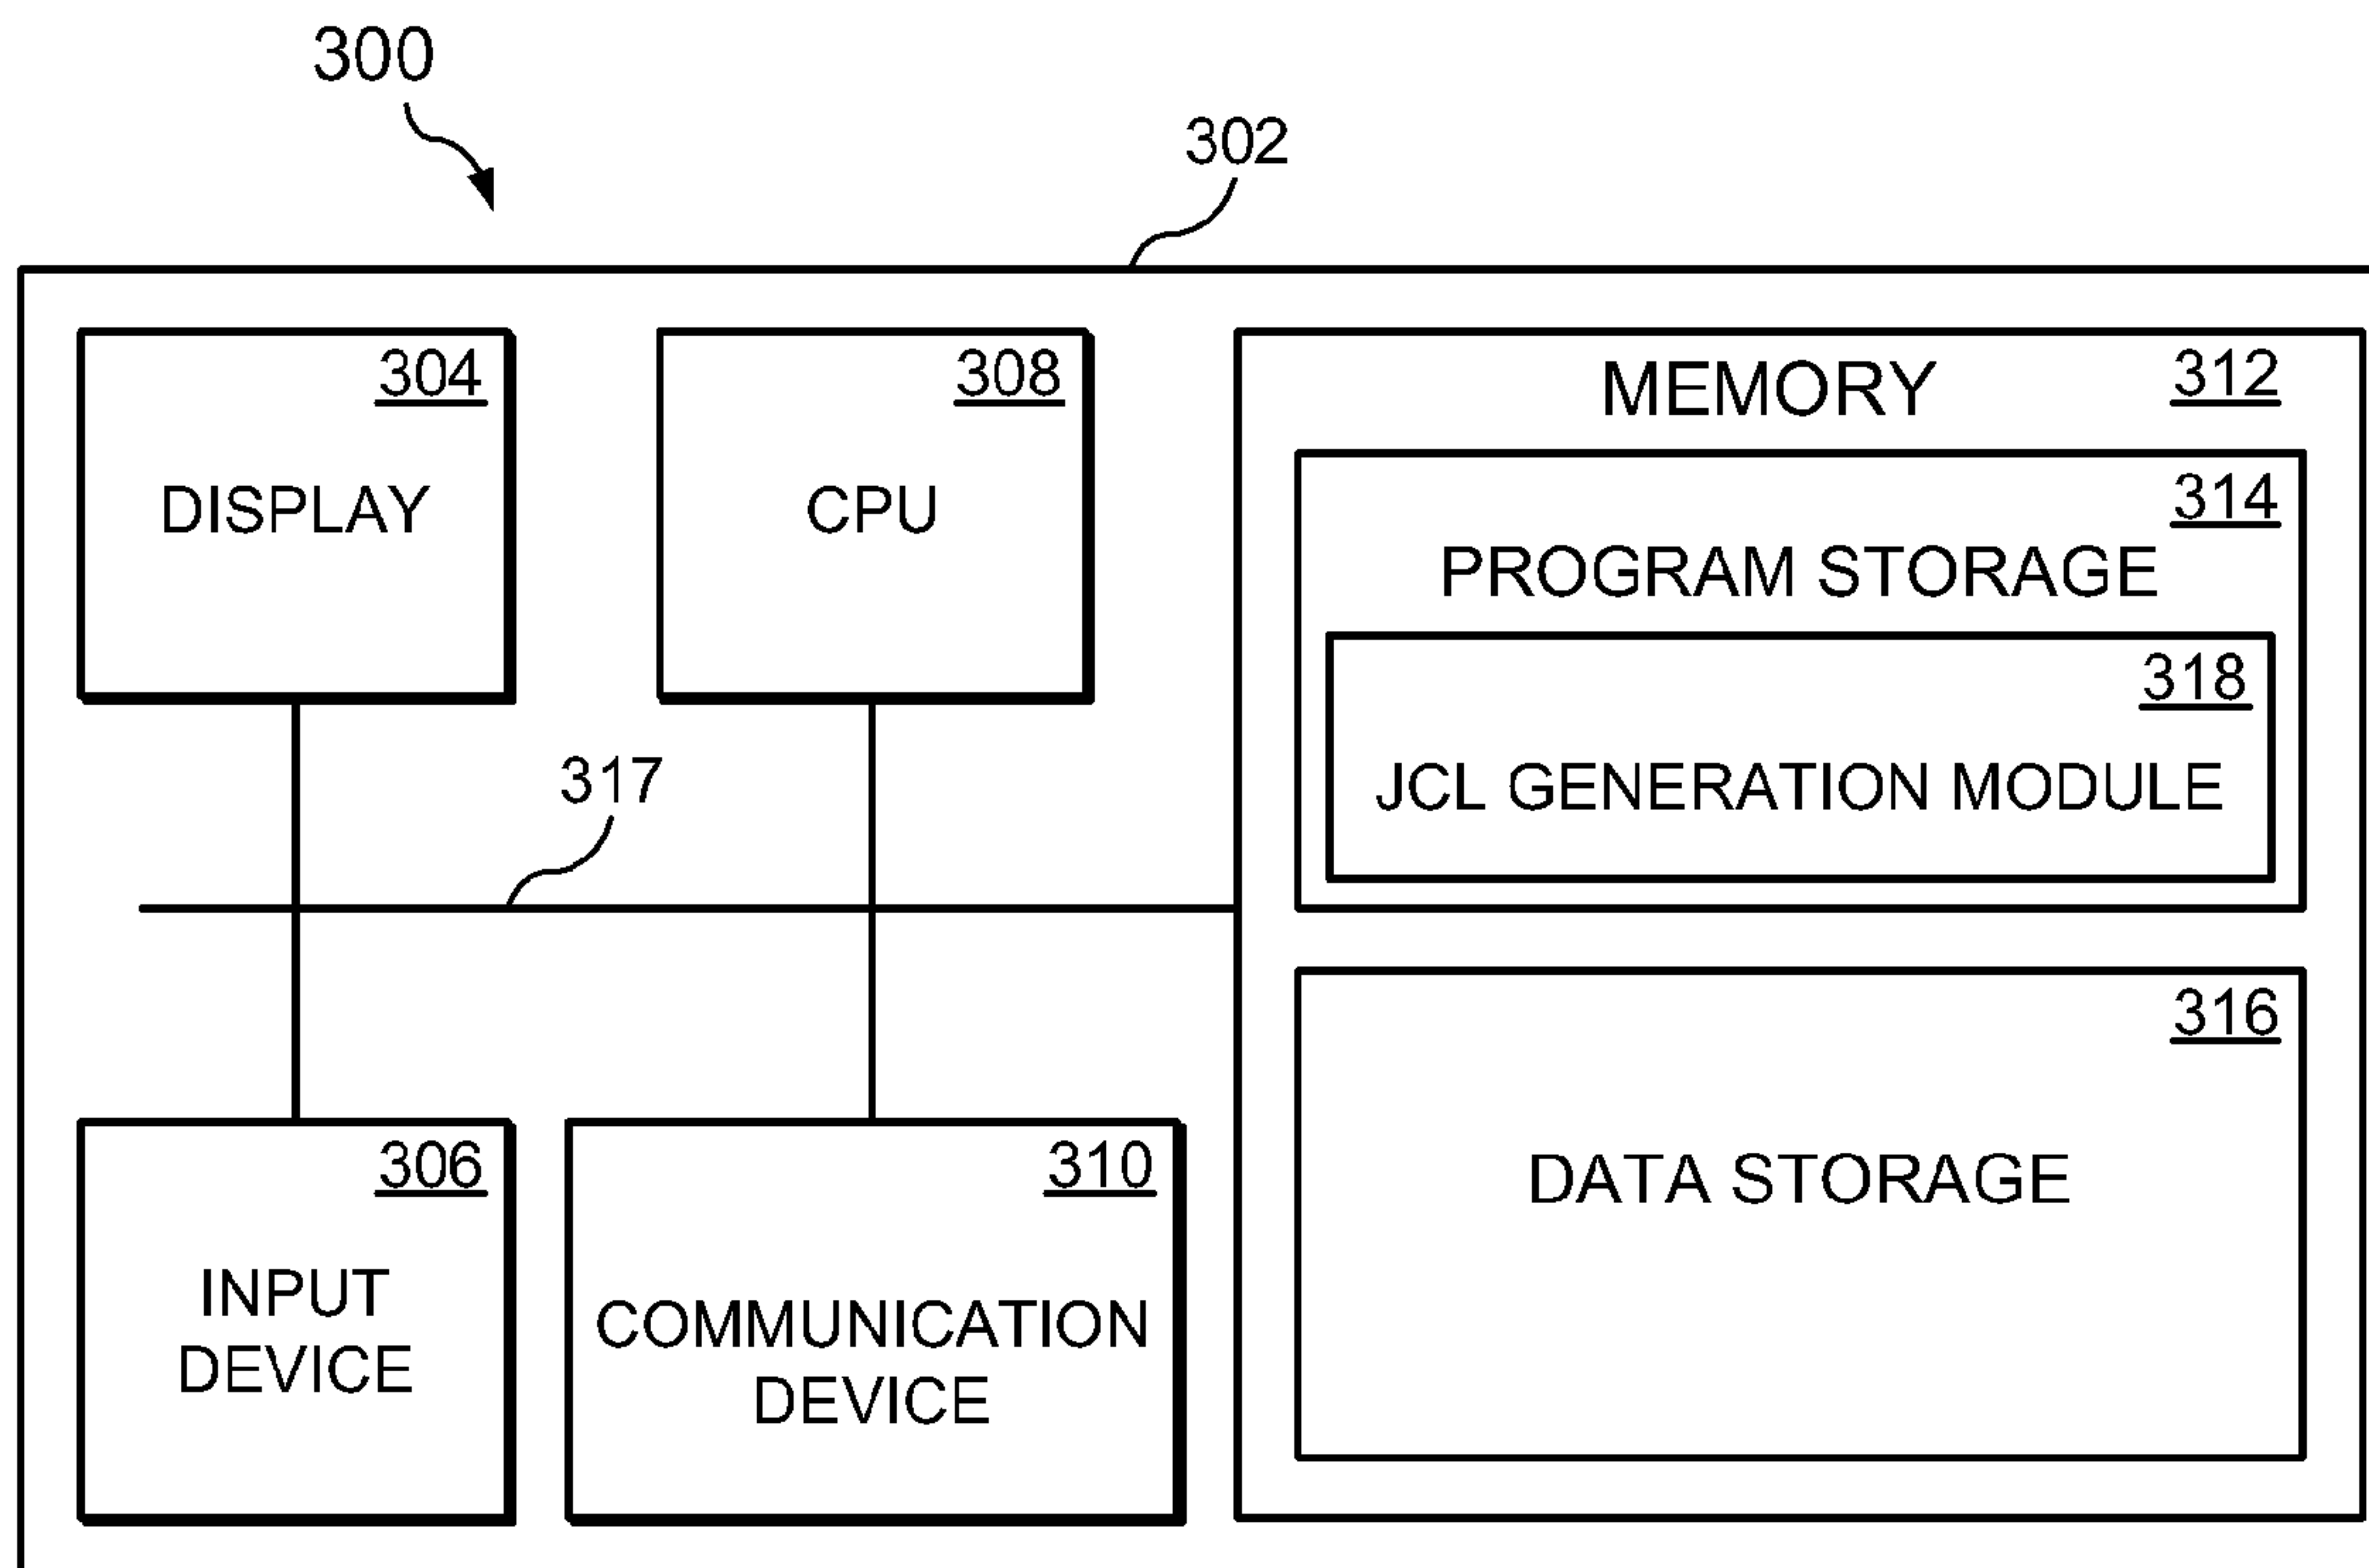 300
302
304
DISPLAY
308
CPU
MEMORY
312
314
PROGRAM STORAGE
318
JCL GENERATION MODULE
317
316
DATA STORAGE
306
INPUT
DEVICE
310
COMMUNICATION
DEVICE